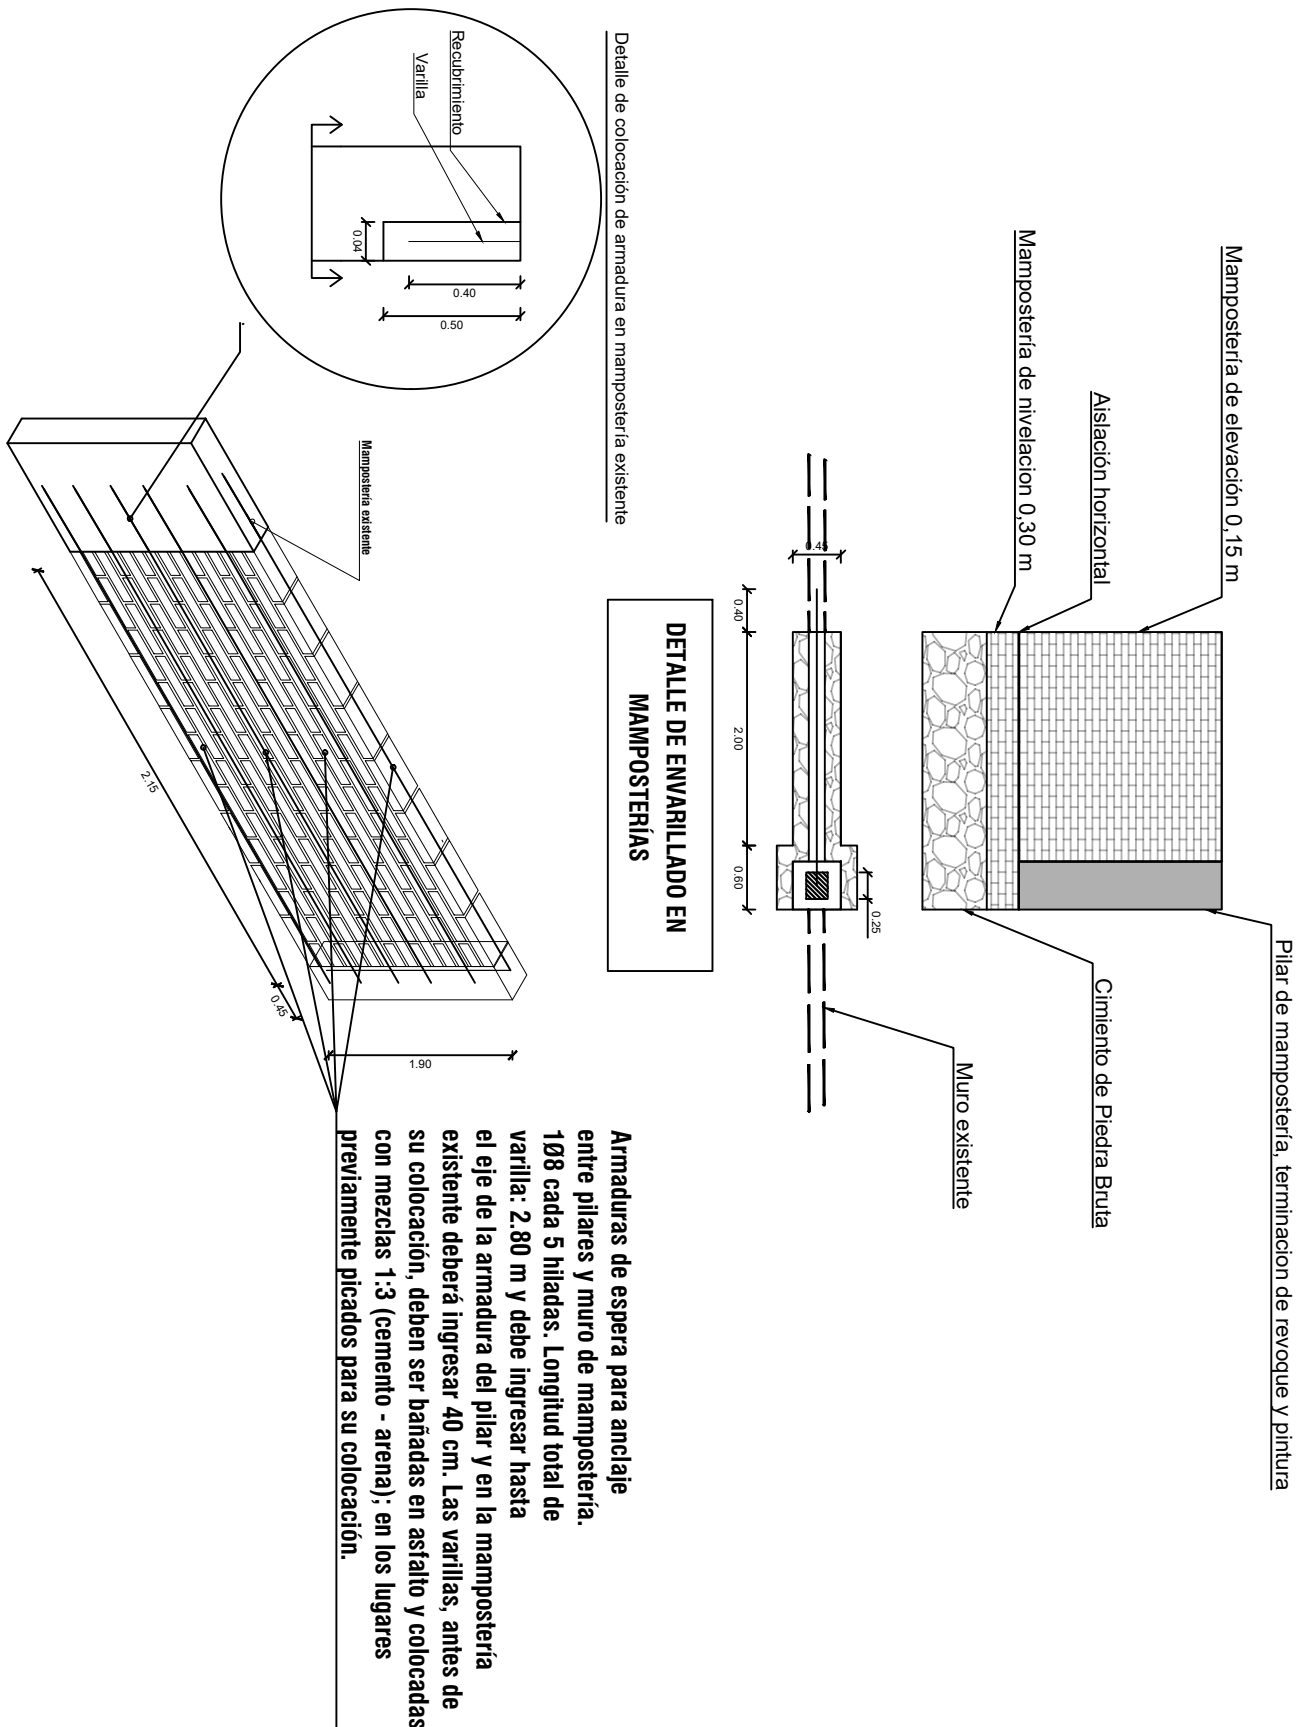 Pilar de mampostería, terminacion de revoque y pintura
Mampostería de elevación 0,15 m
Aislación horizontal
Mampostería de nivelacion 0,30 m
Cimiento de Piedra Bruta
Muro existente
0.45
0.40
2.00
0.60
0.25
DETALLE DE ENVARILLADO EN
MAMPOSTERÍAS
Detalle de colocación de armadura en mampostería existente
Recubrimiento
Varilla
0.04
0.40
0.50
Mampostería existente
2.15
0.45
1.90
Armaduras de espera para anclaje
entre pilares y muro de mampostería.
1Ø8 cada 5 hiladas. Longitud total de
varilla: 2.80 m y debe ingresar hasta
el eje de la armadura del pilar y en la mampostería
existente deberá ingresar 40 cm. Las varillas, antes de
su colocación, deben ser bañadas en asfalto y colocadas
con mezclas 1:3 (cemento - arena); en los lugares
previamente picados para su colocación.